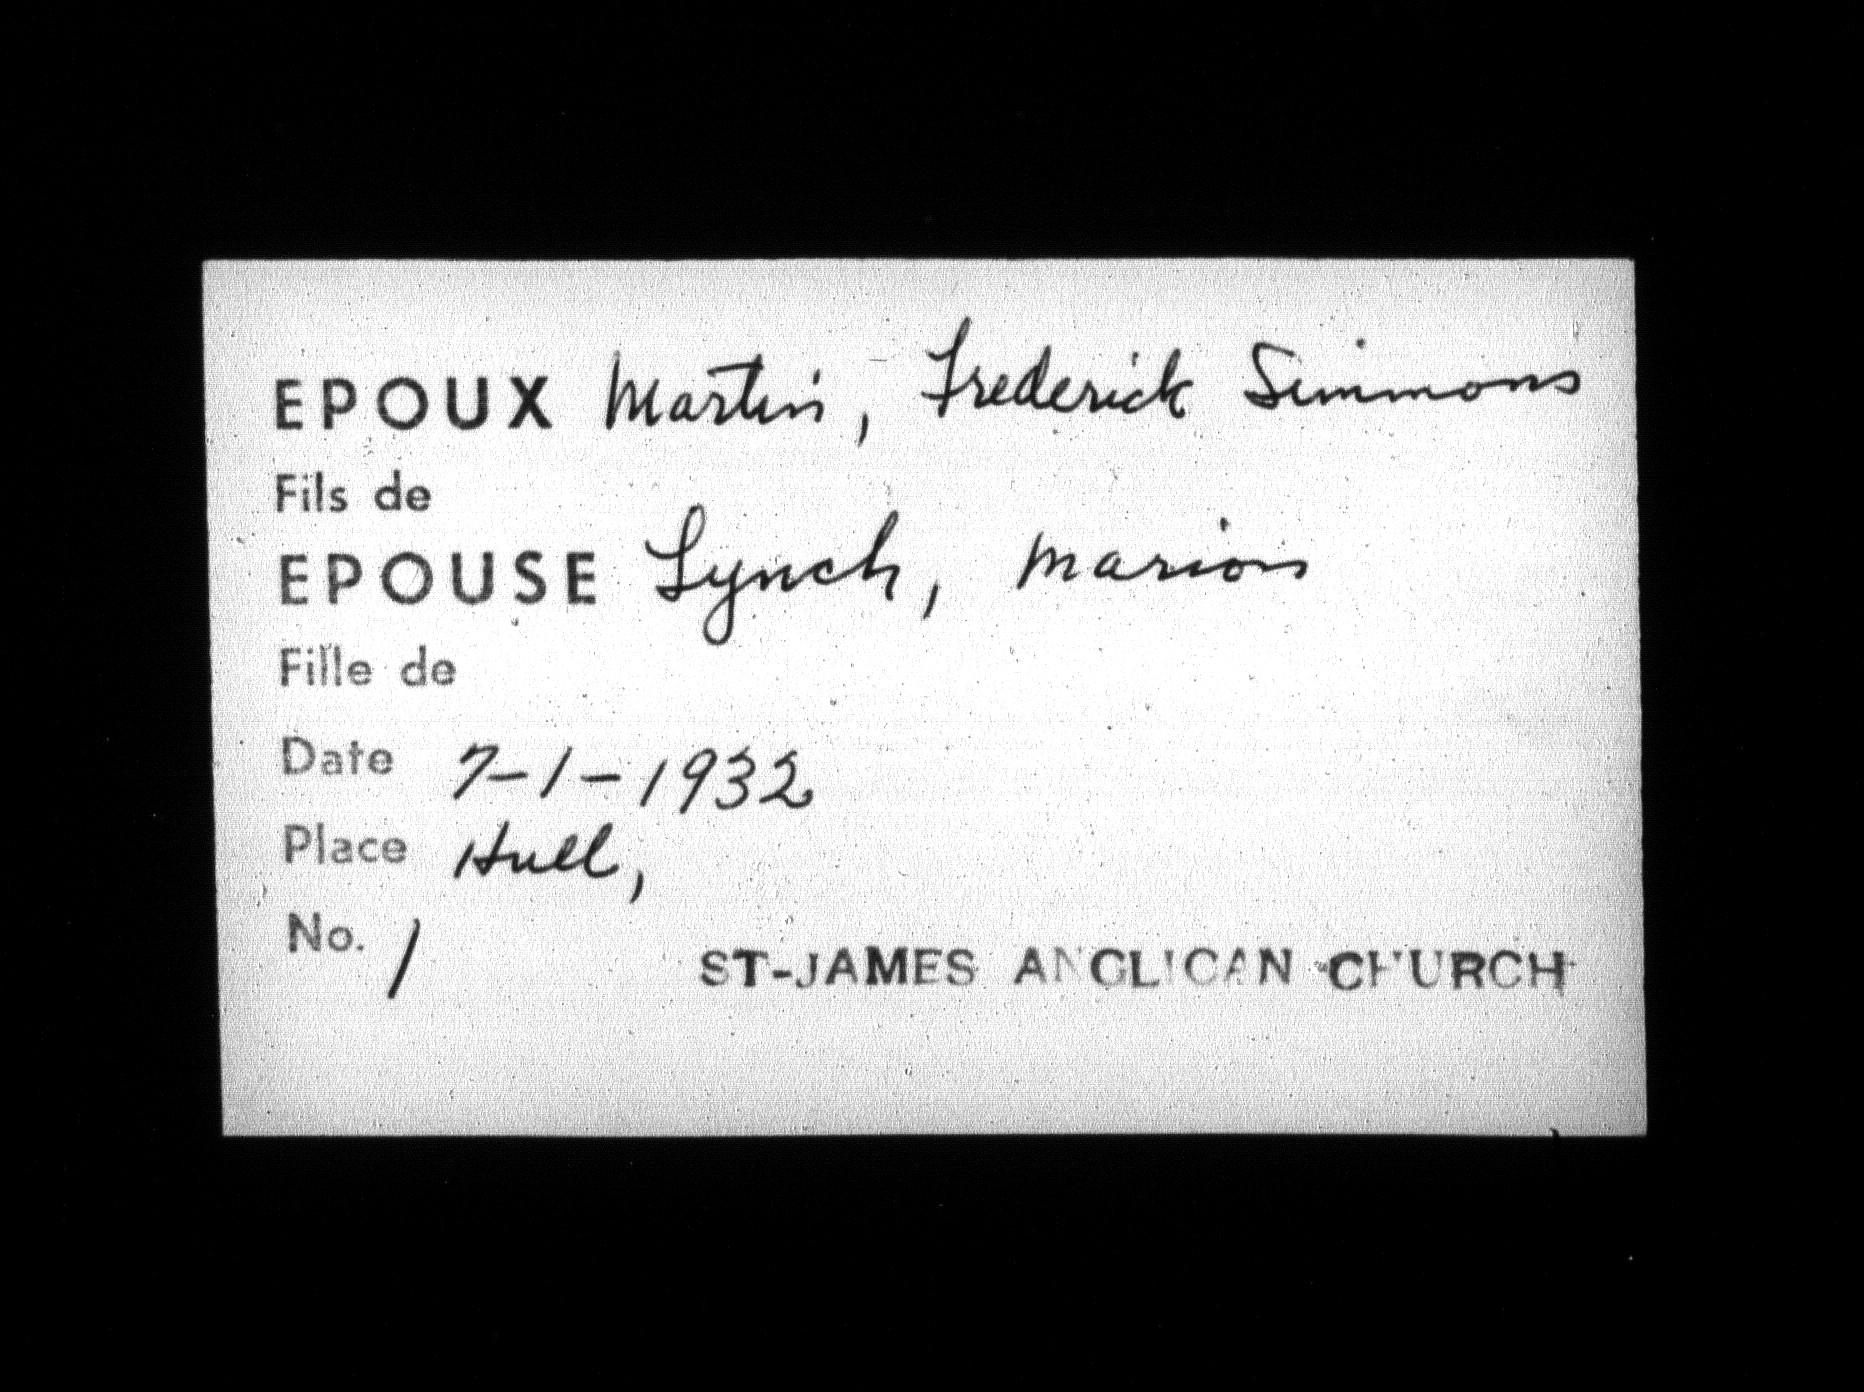 EPOUX Martin, Frederick Simmons
Fils de
EPOUSE Lynch, Marion
Fille de
Date 7-1-1932
Place Hull,
No. 1
ST-JAMES ANGLICAN CHURCH